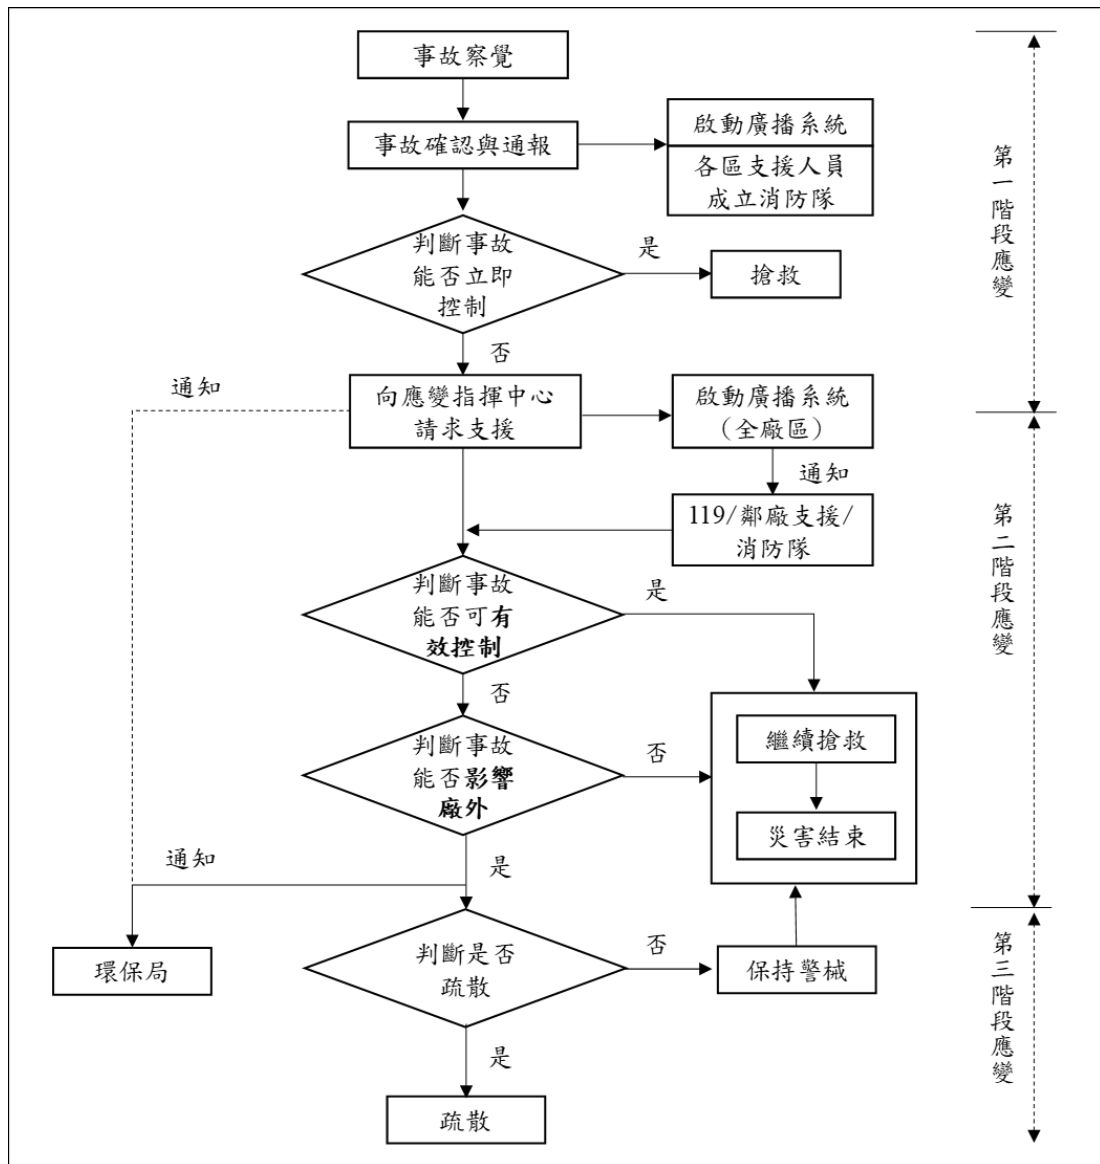 事故察覺
事故確認與通報
啟動廣播系統
各區支援人員
成立消防隊
判斷事故
能否立即
控制
是
搶救
否
第一階段應變
通知
向應變指揮中心
請求支援
啟動廣播系統
（全廠區）
通知
119/鄰廠支援/
消防隊
判斷事故
能否可有
效控制
是
否
第二階段應變
判斷事故
能否影響
廠外
否
繼續搶救
災害結束
通知
是
環保局
判斷是否
疏散
否
保持警械
第三階段應變
是
疏散